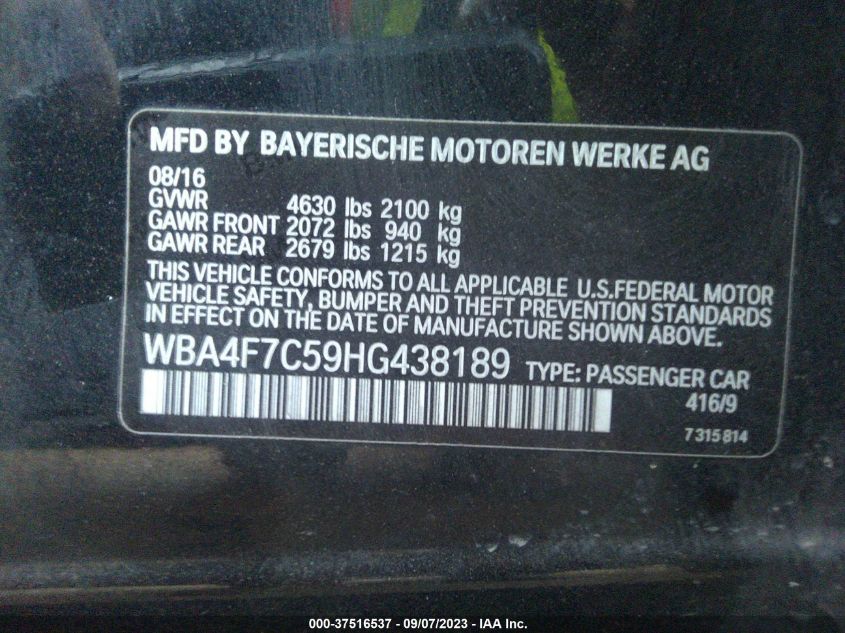 MFD BY BAYERISCHE MOTOREN WERKE AG
08/16
GVWR 4630 lbs 2100 kg
GAWR FRONT 2072 lbs 940 kg
GAWR REAR 2679 lbs 1215 kg
THIS VEHICLE CONFORMS TO ALL APPLICABLE U.S.FEDERAL MOTOR
VEHICLE SAFETY, BUMPER AND THEFT PREVENTION STANDARDS
IN EFFECT ON THE DATE OF MANUFACTURE SHOWN ABOVE.
WBA4F7C59HG438189 TYPE: PASSENGER CAR
416/9
7315814
000-37516537 - 09/07/2023 - IAA Inc.